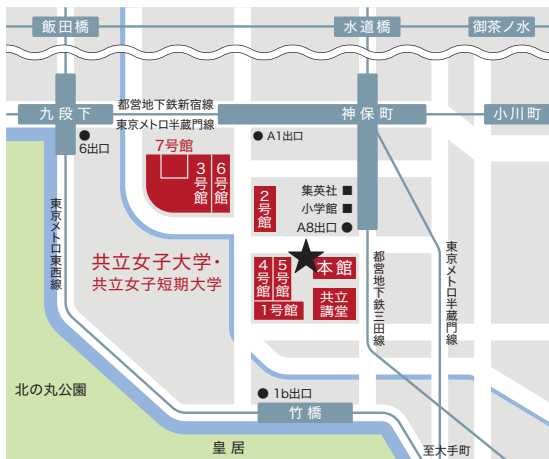 飯田橋
水道橋
御茶ノ水
九段下
都営地下鉄新宿線
東京メトロ半蔵門線
神保町
小川町
6出口
A1出口
7号館
3号館
6号館
2号館
集英社
小学館
A8出口
東京メトロ東西線
共立女子大学・
共立女子短期大学
4号館
5号館
本館
1号館
共立
講堂
都営地下鉄三田線
東京メトロ半蔵門線
北の丸公園
1b出口
竹橋
皇居
至大手町